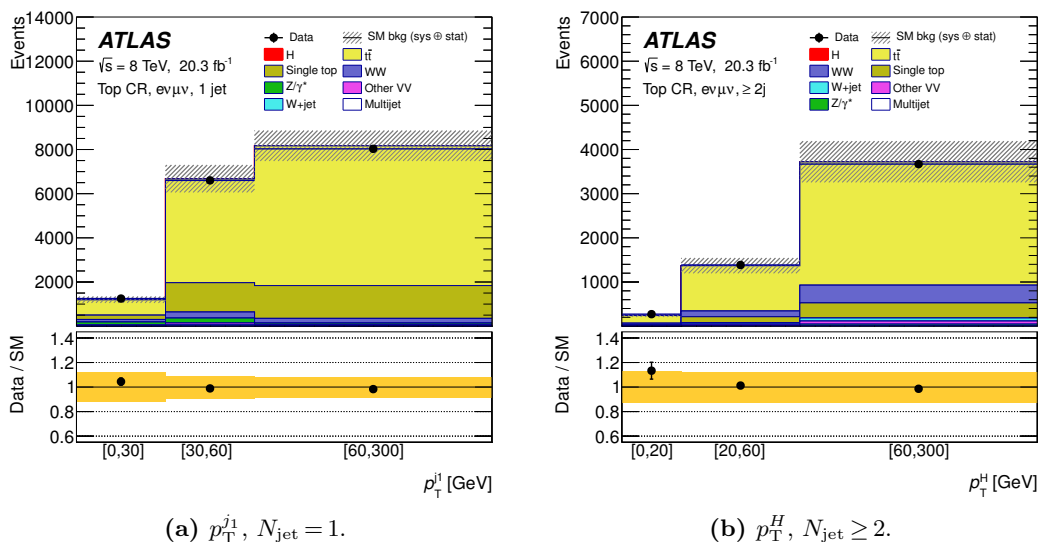 Events
14000
12000
10000
8000
6000
4000
2000
ATLAS
√s = 8 TeV, 20.3 fb⁻¹
Top CR, eνμν, 1 jet
Data
SM bkg (sys ⊕ stat)
H
tt̄
Single top
WW
Z/γ*
Other VV
W+jet
Multijet
Data / SM
1.4
1.2
1
0.8
0.6
[0,30]
[30,60]
[60,300]
p_T^{j1} [GeV]
(a) p_T^{j1}, N_jet = 1.
Events
7000
6000
5000
4000
3000
2000
1000
ATLAS
√s = 8 TeV, 20.3 fb⁻¹
Top CR, eνμν, ≥ 2j
Data
SM bkg (sys ⊕ stat)
H
tt̄
WW
Single top
W+jet
Other VV
Z/γ*
Multijet
Data / SM
1.4
1.2
1
0.8
0.6
[0,20]
[20,60]
[60,300]
p_T^H [GeV]
(b) p_T^H, N_jet ≥ 2.